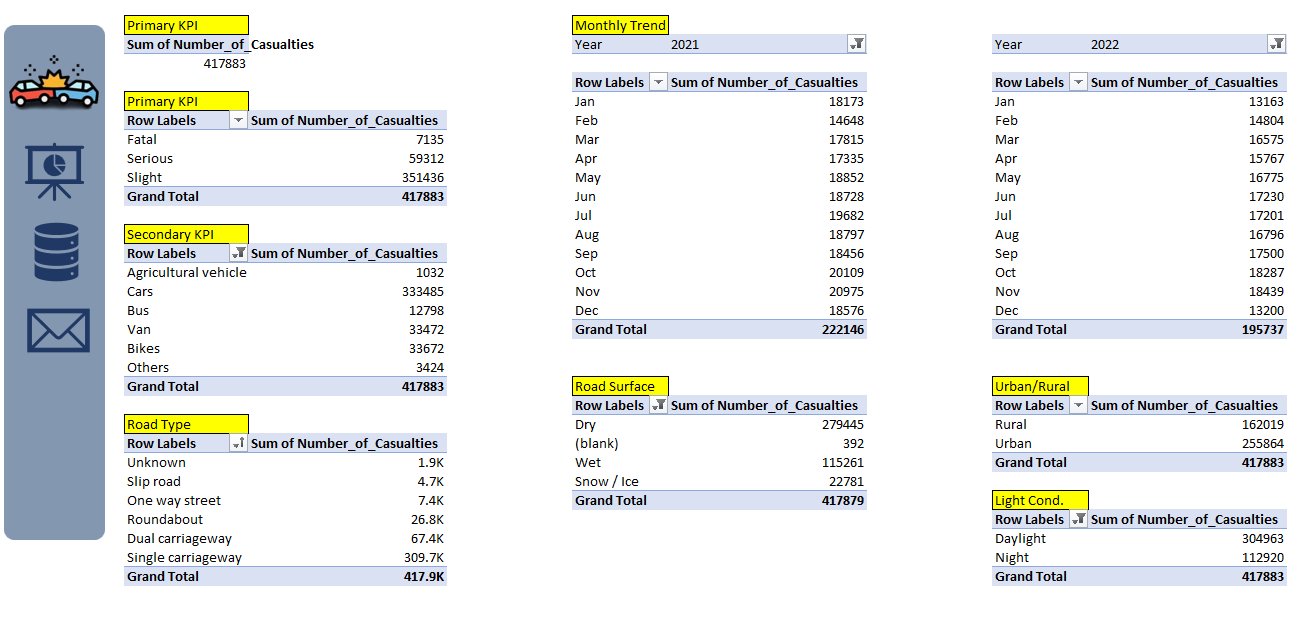 Primary KPI
Sum of Number_of_Casualties
417883
Primary KPI
Row Labels Sum of Number_of_Casualties
Fatal 7135
Serious 59312
Slight 351436
Grand Total 417883
Secondary KPI
Row Labels Sum of Number_of_Casualties
Agricultural vehicle 1032
Cars 333485
Bus 12798
Van 33472
Bikes 33672
Others 3424
Grand Total 417883
Road Type
Row Labels Sum of Number_of_Casualties
Unknown 1.9K
Slip road 4.7K
One way street 7.4K
Roundabout 26.8K
Dual carriageway 67.4K
Single carriageway 309.7K
Grand Total 417.9K
Monthly Trend
Year 2021
Row Labels Sum of Number_of_Casualties
Jan 18173
Feb 14648
Mar 17815
Apr 17335
May 18852
Jun 18728
Jul 19682
Aug 18797
Sep 18456
Oct 20109
Nov 20975
Dec 18576
Grand Total 222146
Road Surface
Row Labels Sum of Number_of_Casualties
Dry 279445
(blank) 392
Wet 115261
Snow / Ice 22781
Grand Total 417879
Year 2022
Row Labels Sum of Number_of_Casualties
Jan 13163
Feb 14804
Mar 16575
Apr 15767
May 16775
Jun 17230
Jul 17201
Aug 16796
Sep 17500
Oct 18287
Nov 18439
Dec 13200
Grand Total 195737
Urban/Rural
Row Labels Sum of Number_of_Casualties
Rural 162019
Urban 255864
Grand Total 417883
Light Cond.
Row Labels Sum of Number_of_Casualties
Daylight 304963
Night 112920
Grand Total 417883